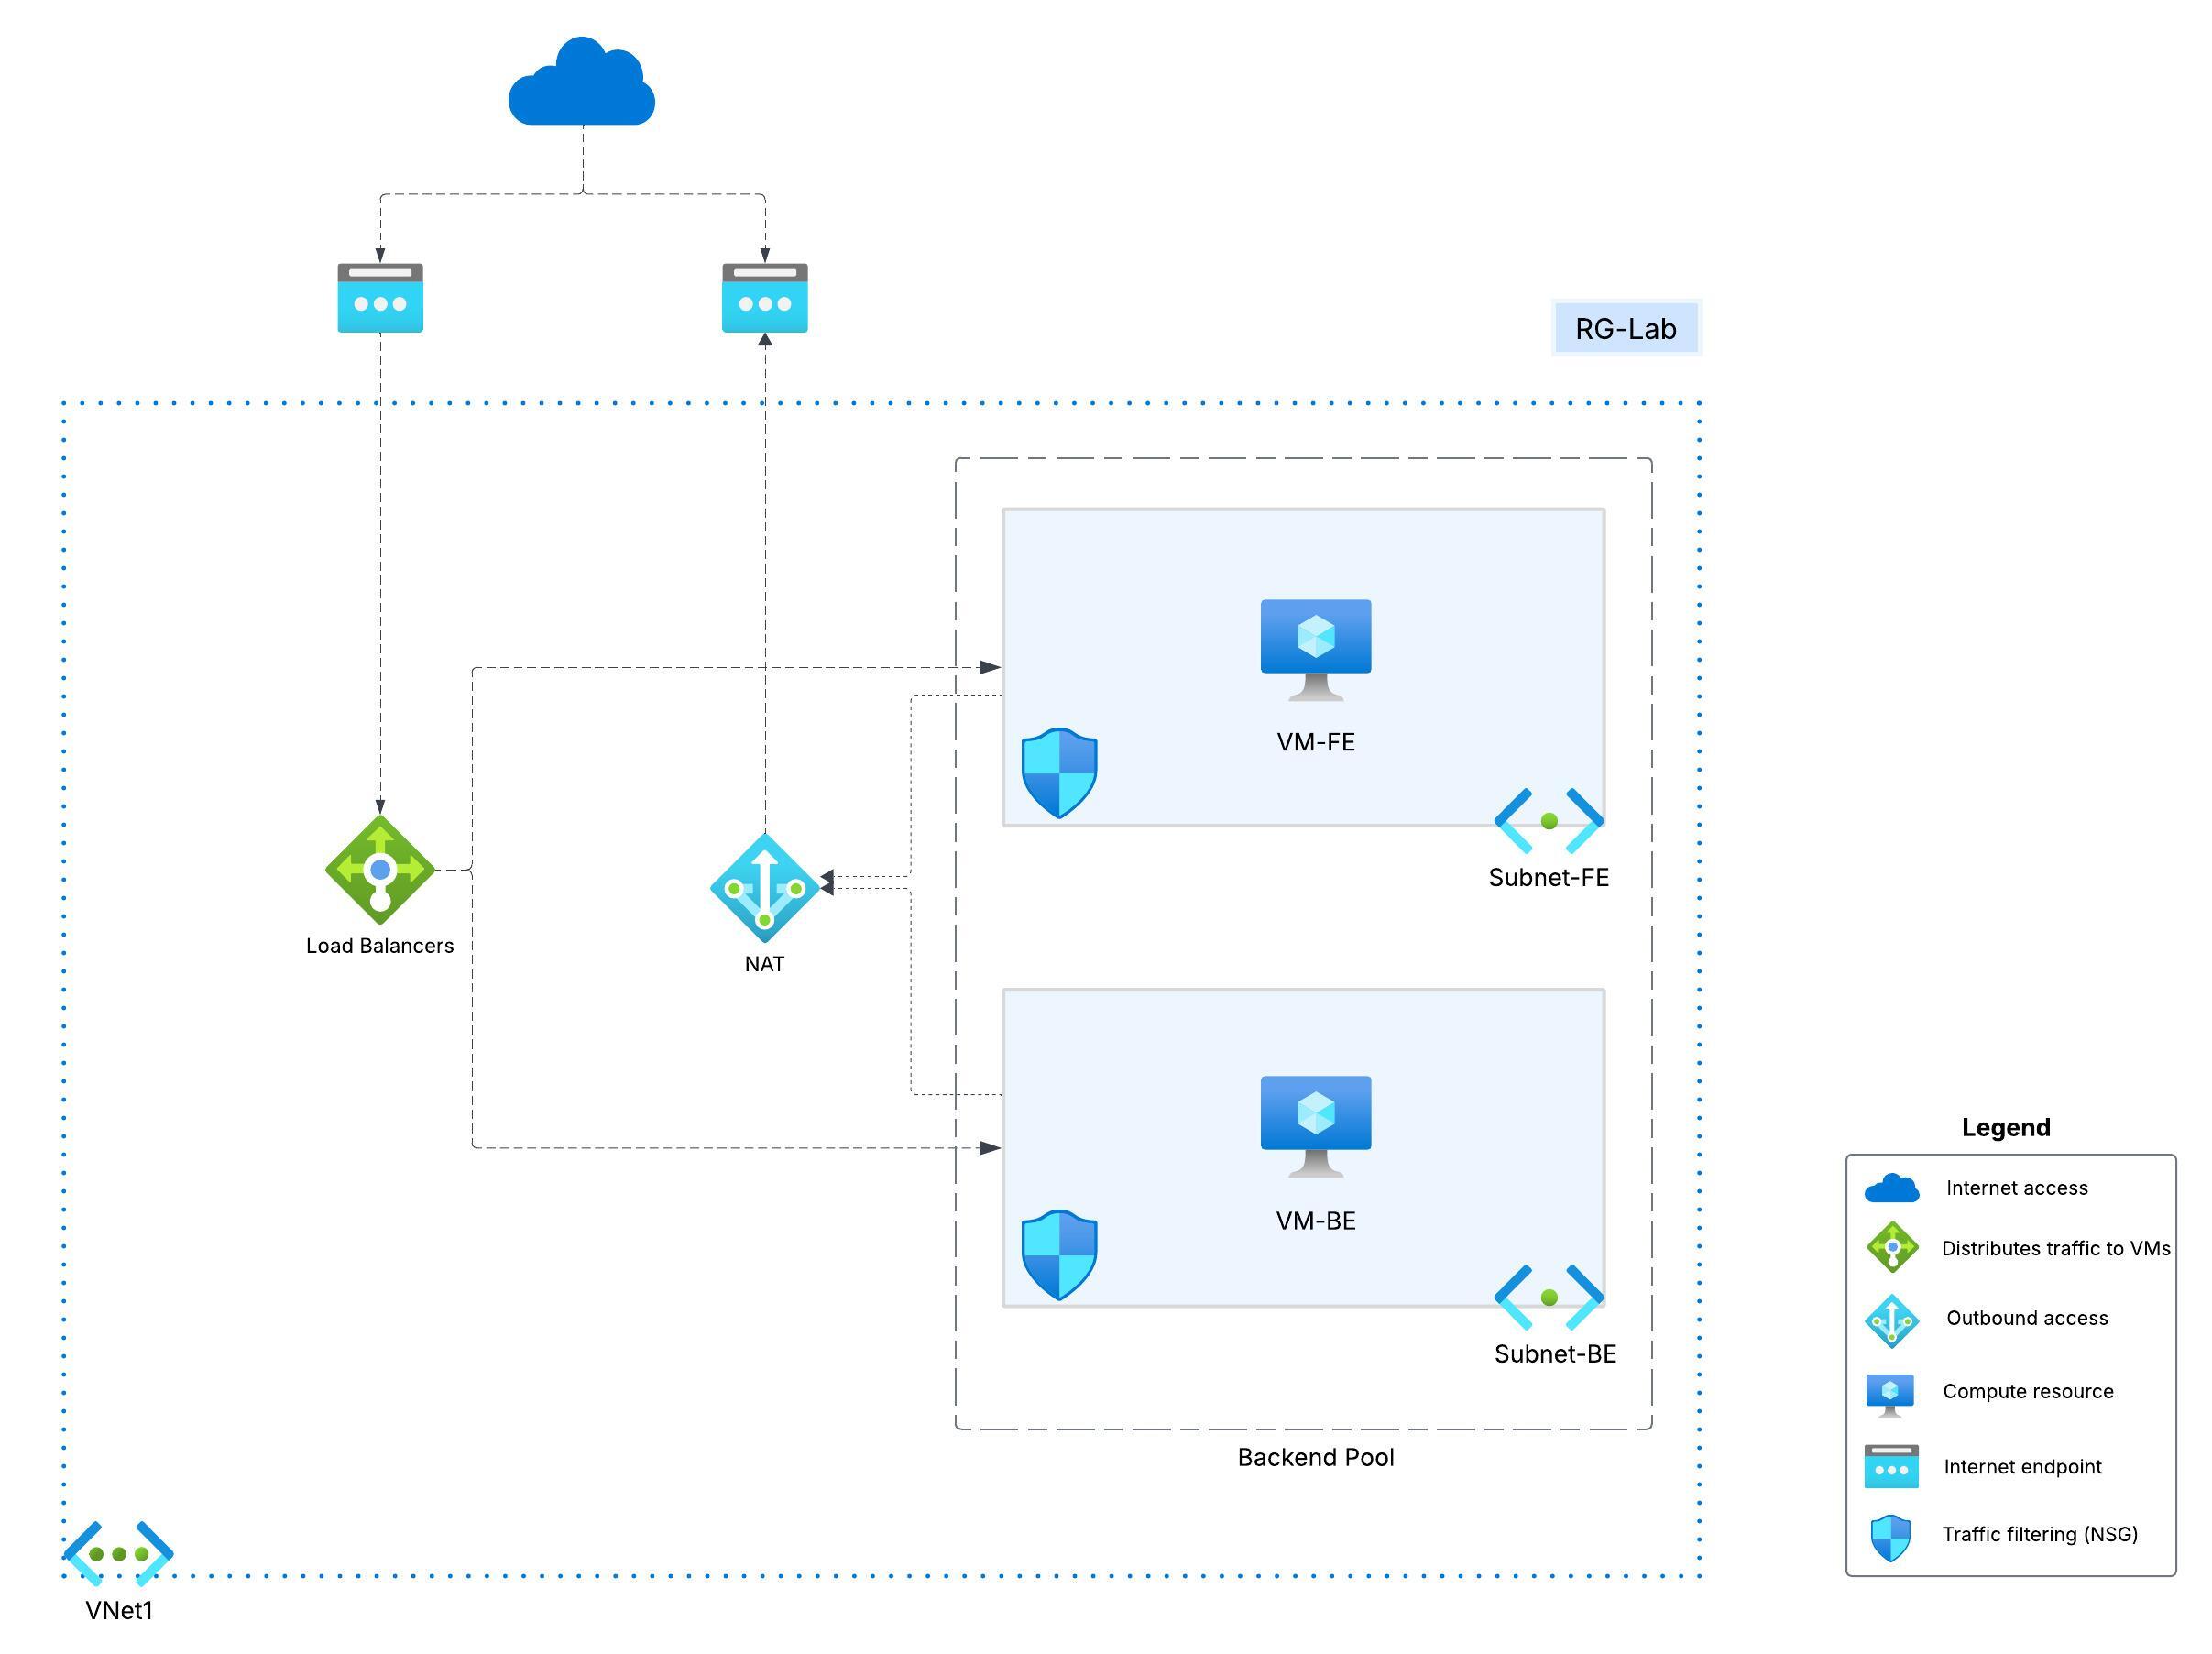 RG-Lab
VM-FE
Subnet-FE
Load Balancers
NAT
VM-BE
Subnet-BE
Backend Pool
VNet1
Legend
Internet access
Distributes traffic to VMs
Outbound access
Compute resource
Internet endpoint
Traffic filtering (NSG)